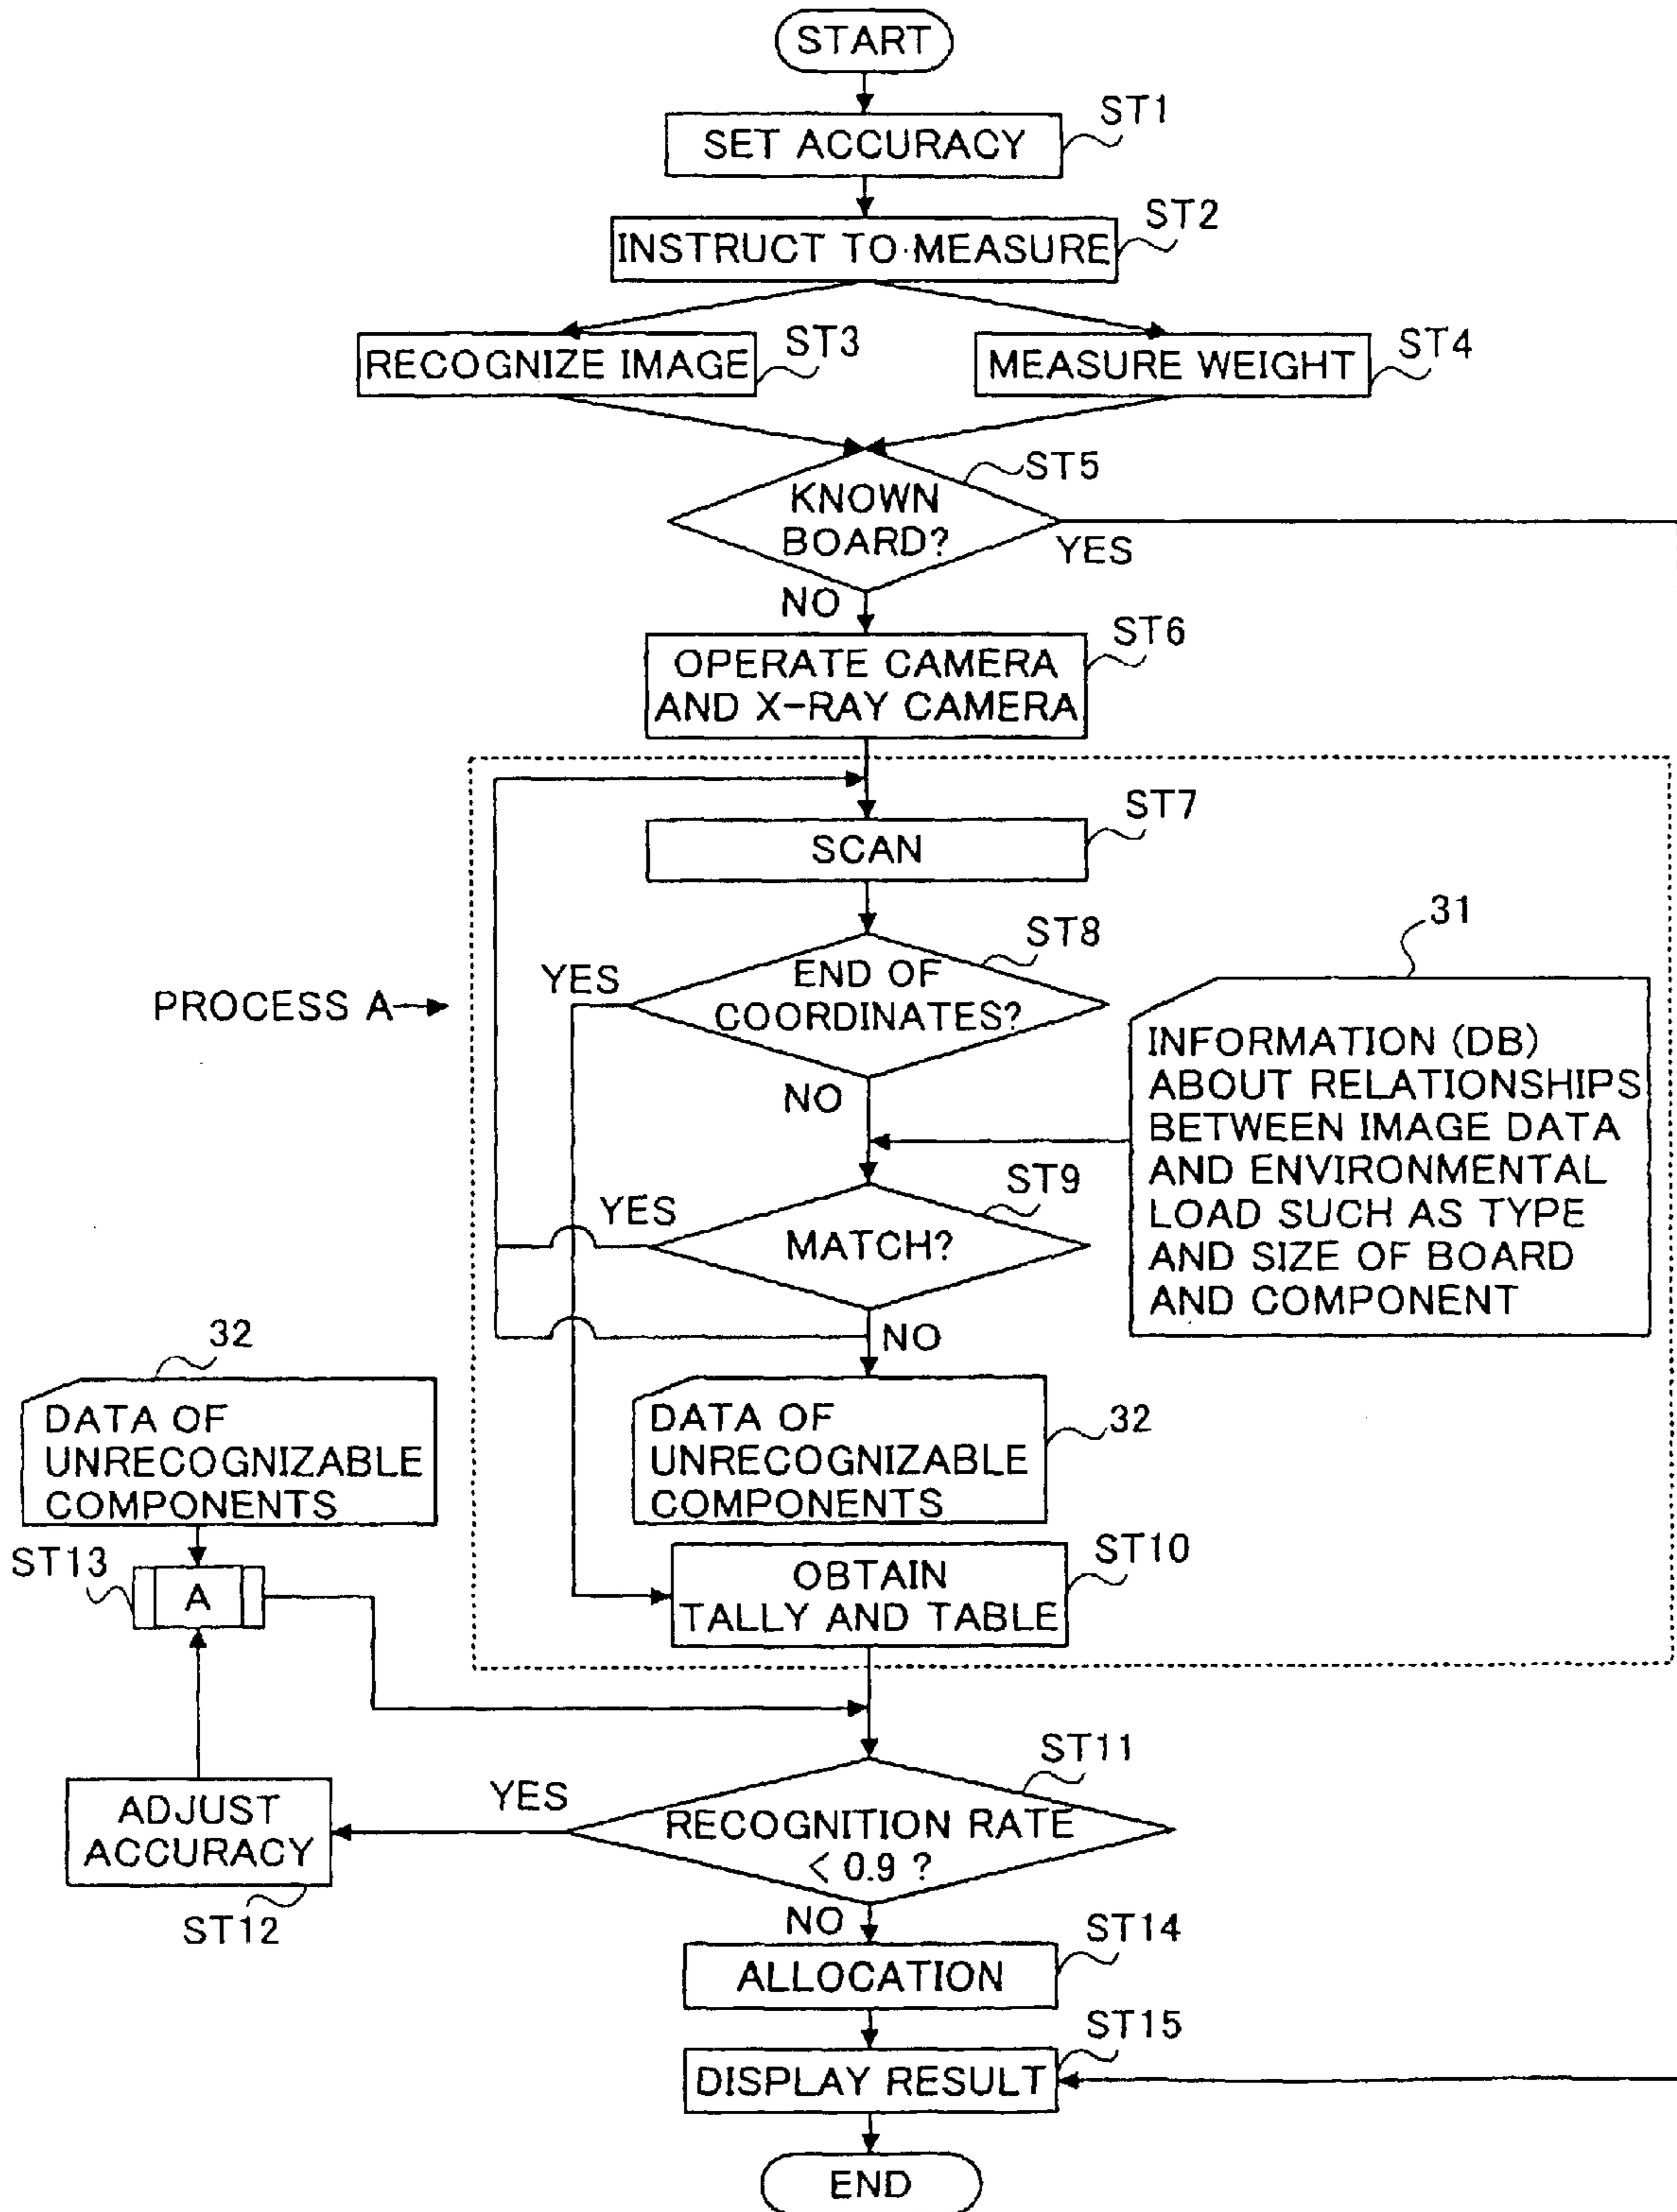 START
ST1
SET ACCURACY
ST2
INSTRUCT TO MEASURE
ST3
RECOGNIZE IMAGE
ST4
MEASURE WEIGHT
ST5
KNOWN
BOARD?
YES
NO
ST6
OPERATE CAMERA
AND X-RAY CAMERA
ST7
SCAN
ST8
YES
END OF
COORDINATES?
NO
PROCESS A
31
INFORMATION (DB)
ABOUT RELATIONSHIPS
BETWEEN IMAGE DATA
AND ENVIRONMENTAL
LOAD SUCH AS TYPE
AND SIZE OF BOARD
AND COMPONENT
ST9
YES
MATCH?
NO
32
DATA OF
UNRECOGNIZABLE
COMPONENTS
32
DATA OF
UNRECOGNIZABLE
COMPONENTS
ST13
A
ST10
OBTAIN
TALLY AND TABLE
ST11
YES
RECOGNITION RATE
< 0.9 ?
NO
ADJUST
ACCURACY
ST12
ST14
ALLOCATION
ST15
DISPLAY RESULT
END